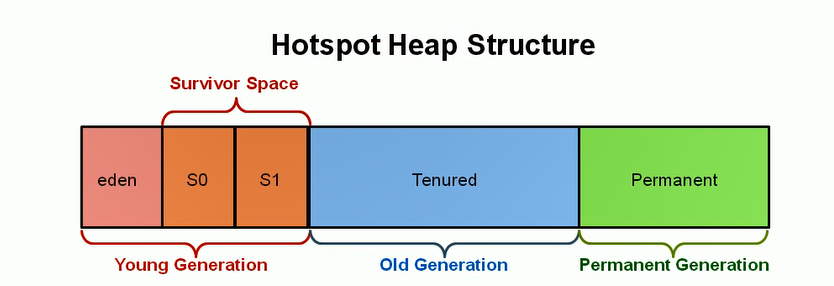 Hotspot Heap Structure
Survivor Space
eden
S0
S1
Tenured
Permanent
Young Generation
Old Generation
Permanent Generation